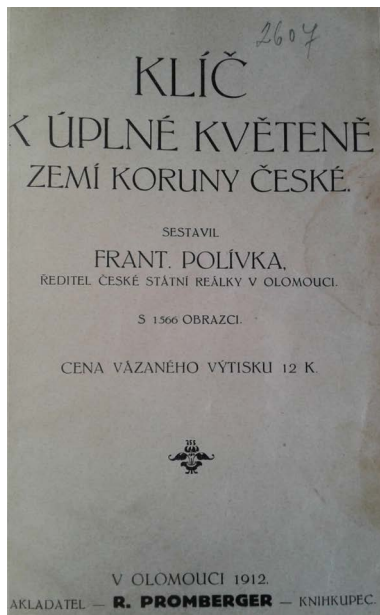 2607
KLÍČ
K ÚPLNÉ KVĚTENĚ
ZEMÍ KORUNY ČESKÉ.
SESTAVIL
FRANT. POLÍVKA,
ŘEDITEL ČESKÉ STÁTNÍ REÁLKY V OLOMOUCI.
S 1566 OBRAZCI.
CENA VÁZANÉHO VÝTISKU 12 K.
V OLOMOUCI 1912.
AKLADATEL — R. PROMBERGER — KNIHKUPEC.